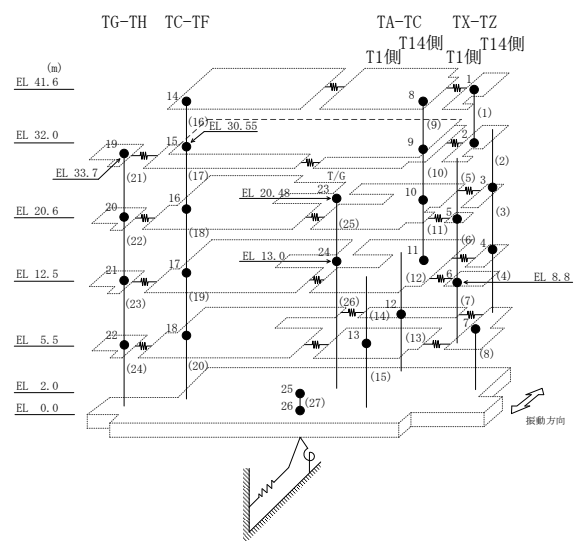 TG-TH TC-TF TA-TC TX-TZ
T1側 T14側 T1側 T14側
(m)
EL 41.6
14 8 1
(16) (9) (1)
EL 32.0
19 15 EL 30.55 9 2
EL 33.7
(21) (17) (10) (2)
T/G
20 16 EL 20.48 23 10 (5) 3
EL 20.6
(22) (18) (25) (11) 5 (3)
21 17 EL 13.0 24 11 (6) 4
EL 12.5
(23) (19) (12) 6 (4) EL 8.8
(26) (14) 12 (7)
22 18 13 (13) 7
EL 5.5
(24) (20) (15) (8)
EL 2.0
25
EL 0.0
26 (27)
振動方向